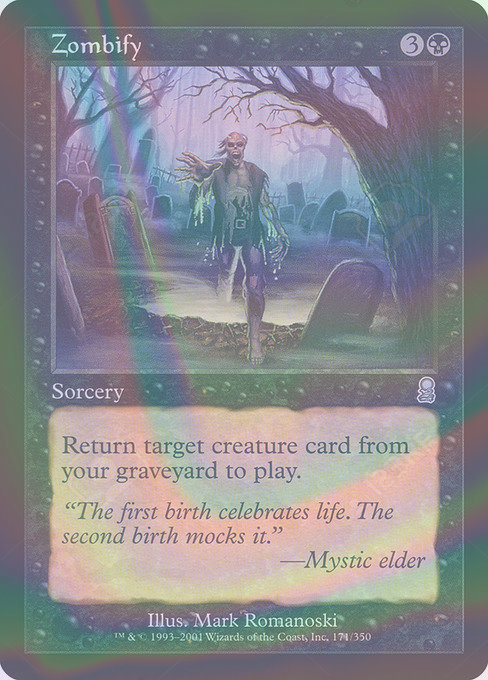 Zombify 3
Sorcery
Return target creature card from
your graveyard to play.
“The first birth celebrates life. The
second birth mocks it.”
—Mystic elder
Illus. Mark Romanoski
™ & © 1993–2001 Wizards of the Coast, Inc. 171/350